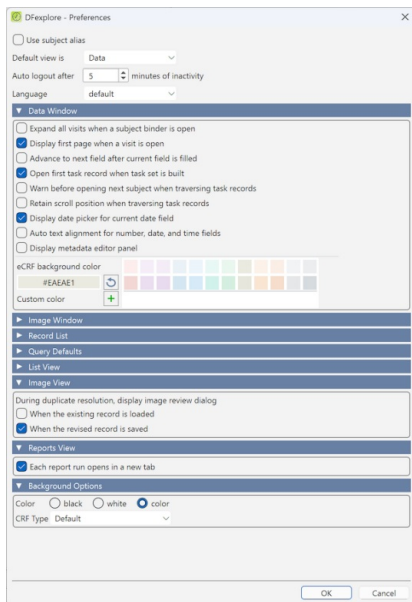 DFexplore - Preferences
Use subject alias
Default view is Data
Auto logout after 5 minutes of inactivity
Language default
Data Window
Expand all visits when a subject binder is open
Display first page when a visit is open
Advance to next field after current field is filled
Open first task record when task set is built
Warn before opening next subject when traversing task records
Retain scroll position when traversing task records
Display date picker for current date field
Auto text alignment for number, date, and time fields
Display metadata editor panel
eCRF background color
#EAEAE1
Custom color
Image Window
Record List
Query Defaults
List View
Image View
During duplicate resolution, display image review dialog
When the existing record is loaded
When the revised record is saved
Reports View
Each report run opens in a new tab
Background Options
Color black white color
CRF Type Default
OK Cancel